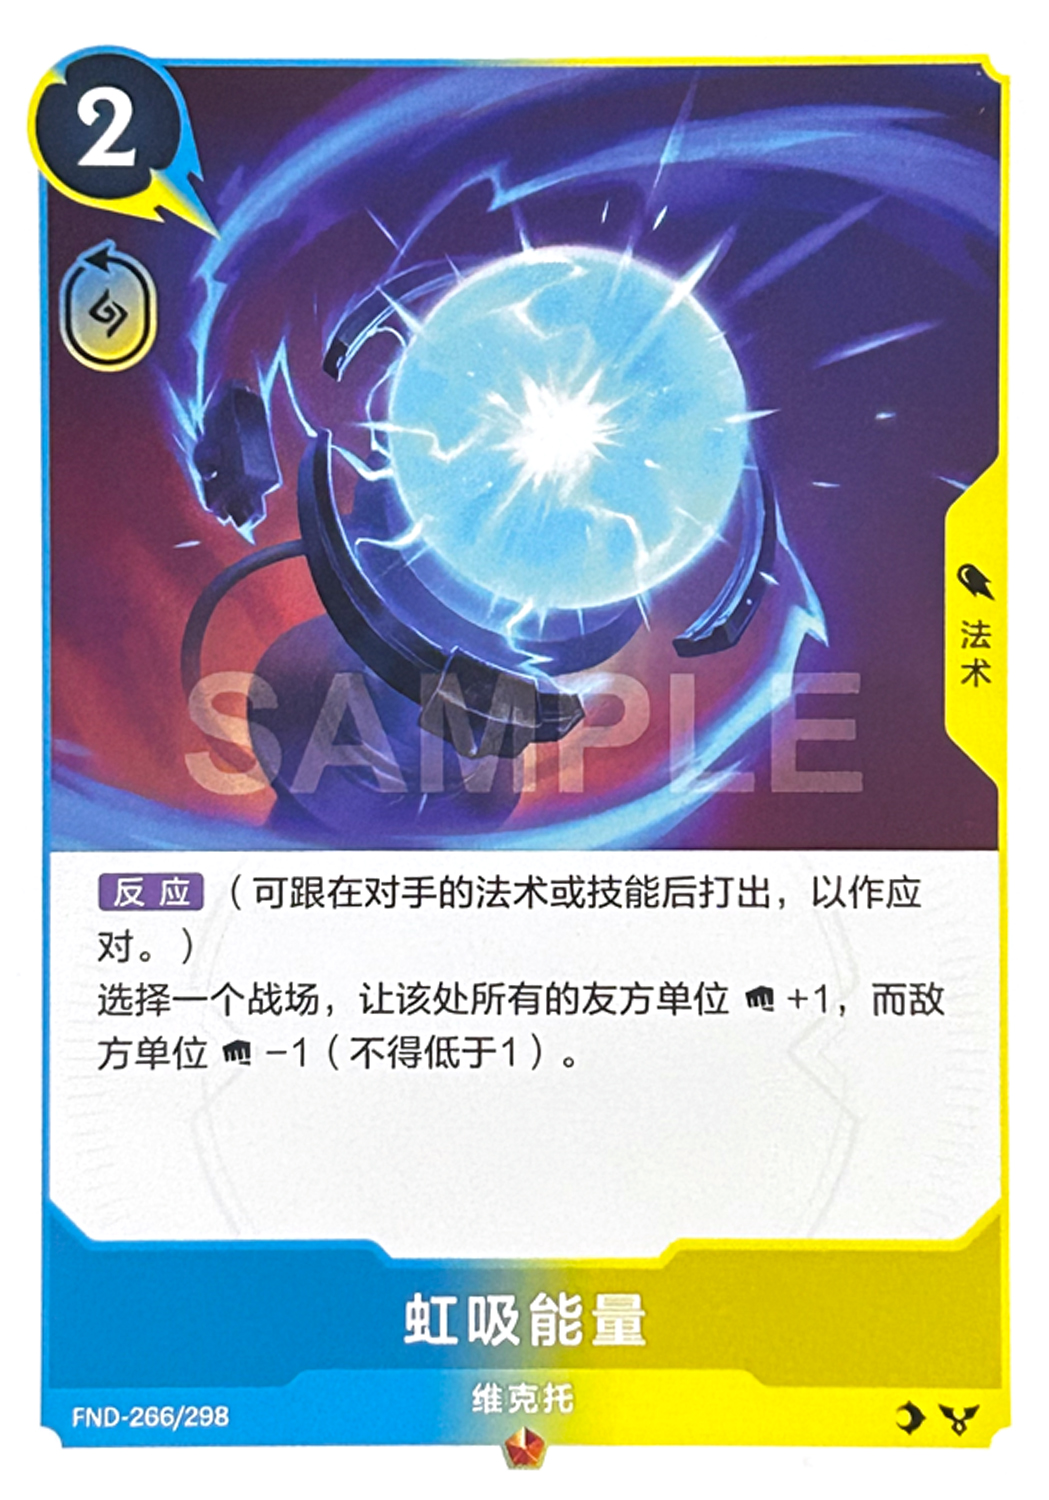 2
法术
SAMPLE
反应（可跟在对手的法术或技能后打出，以作应
对。）
选择一个战场，让该处所有的友方单位 +1，而敌
方单位 -1（不得低于1）。
虹吸能量
维克托
FND-266/298